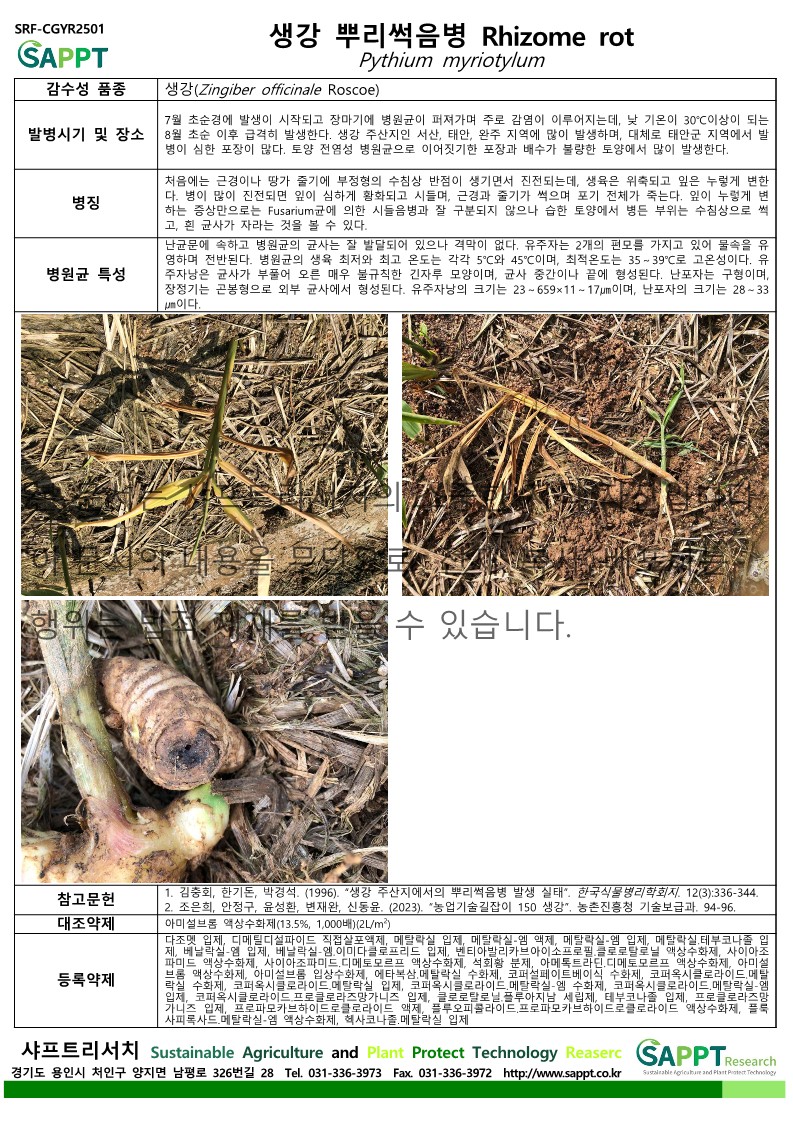 SRF-CGYR2501
SAPPT
생강 뿌리썩음병 Rhizome rot
Pythium myriotylum
감수성 품종
생강(Zingiber officinale Roscoe)
발병시기 및 장소
7월 초순경에 발생이 시작되고 장마기에 병원균이 퍼져가며 주로 감염이 이루어지는데, 낮 기온이 30℃이상이 되는
8월 초순 이후 급격히 발생한다. 생강 주산지인 서산, 태안, 완주 지역에 많이 발생하며, 대체로 태안군 지역에서 발
병이 심한 포장이 많다. 토양 전염성 병원균으로 이어짓기한 포장과 배수가 불량한 토양에서 많이 발생한다.
병징
처음에는 근경이나 땅가 줄기에 부정형의 수침상 반점이 생기면서 진전되는데, 생육은 위축되고 잎은 누렇게 변한
다. 병이 많이 진전되면 잎이 심하게 황화되고 시들며, 근경과 줄기가 썩으며 포기 전체가 죽는다. 잎이 누렇게 변
하는 증상만으로는 Fusarium균에 의한 시들음병과 잘 구분되지 않으나 습한 토양에서 병든 부위는 수침상으로 썩
고, 흰 균사가 자라는 것을 볼 수 있다.
병원균 특성
난균문에 속하고 병원균의 균사는 잘 발달되어 있으나 격막이 없다. 유주자는 2개의 편모를 가지고 있어 물속을 유
영하며 전반된다. 병원균의 생육 최저와 최고 온도는 각각 5℃와 45℃이며, 최적온도는 35~39℃로 고온성이다. 유
주자낭은 균사가 부풀어 오른 매우 불규칙한 긴자루 모양이며, 균사 중간이나 끝에 형성된다. 난포자는 구형이며,
장정기는 곤봉형으로 외부 균사에서 형성된다. 유주자낭의 크기는 23~659×11~17㎛이며, 난포자의 크기는 28~33
㎛이다.
이 문서의 내용을 무단으로
행위는 법적 제재를 받을 수 있습니다.
참고문헌
1. 김충회, 한기돈, 박경석. (1996). “생강 주산지에서의 뿌리썩음병 발생 실태”. 한국식물병리학회지. 12(3):336-344.
2. 조은희, 안정구, 윤성환, 변재완, 신동윤. (2023). “농업기술길잡이 150 생강”. 농촌진흥청 기술보급과. 94-96.
대조약제
아미설브롬 액상수화제(13.5%, 1,000배)(2L/m²)
등록약제
다조멧 입제, 디메틸디설파이드 직접살포액제, 메탈락실 입제, 메탈락실-엠 액제, 메탈락실-엠 입제, 메탈락실.테부코나졸 입
제, 베날락실-엠 입제, 베날락실-엠.이미다클로프리드 입제, 벤티아발리카브아이소프로필.클로로탈로닐 액상수화제, 사이아조
파미드 액상수화제, 사이아조파미드.디메토모르프 액상수화제, 석회황 분제, 아메톡트라딘.디메토모르프 액상수화제, 아미설
브롬 액상수화제, 아미설브롬 입상수화제, 에타복삼.메탈락실 수화제, 코퍼설페이트베이식 수화제, 코퍼옥시클로라이드.메탈
락실 수화제, 코퍼옥시클로라이드.메탈락실 입제, 코퍼옥시클로라이드.메탈락실-엠 수화제, 코퍼옥시클로라이드.메탈락실-엠
입제, 코퍼옥시클로라이드.프로클로라즈망가니즈 입제, 클로로탈로닐.플루아지남 세립제, 테부코나졸 입제, 프로클로라즈망
가니즈 입제, 프로파모카브하이드로클로라이드 액제, 플루오피콜라이드.프로파모카브하이드로클로라이드 액상수화제, 플룩
사피록사드.메탈락실-엠 액상수화제, 헥사코나졸.메탈락실 입제
샤프트리서치 Sustainable Agriculture and Plant Protect Technology Reaserc
SAPPT Research
Sustainable Agriculture and Plant Protect Technology
경기도 용인시 처인구 양지면 남평로 326번길 28 Tel. 031-336-3973 Fax. 031-336-3972 http://www.sappt.co.kr